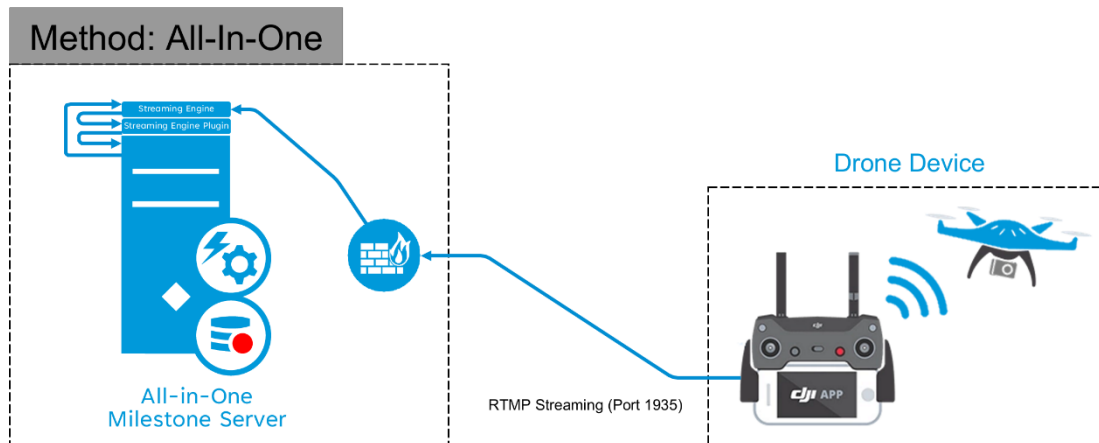 Method: All-In-One
Streaming Engine
Streaming Engine Plugin
All-in-One
Milestone Server
Drone Device
dji
dji APP
RTMP Streaming (Port 1935)